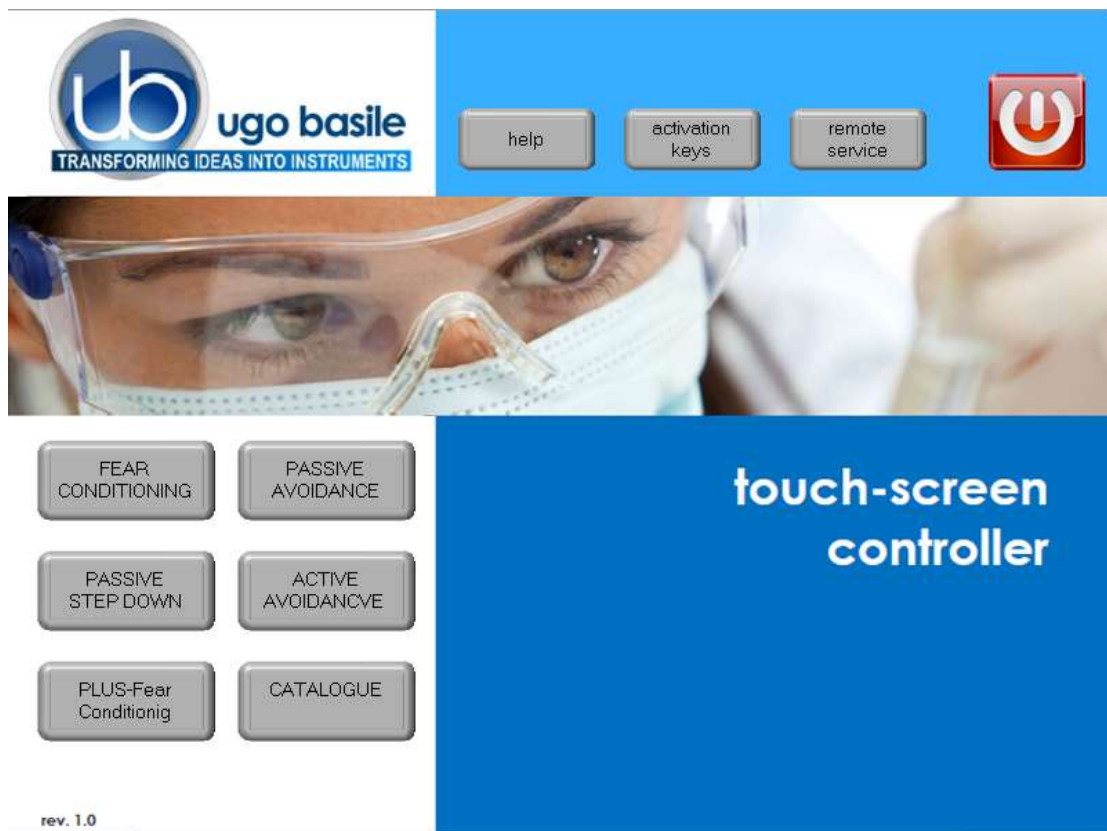 ub
ugo basile
TRANSFORMING IDEAS INTO INSTRUMENTS
help
activation
keys
remote
service
FEAR
CONDITIONING
PASSIVE
AVOIDANCE
touch-screen
controller
PASSIVE
STEP DOWN
ACTIVE
AVOIDANCVE
PLUS-Fear
Conditionig
CATALOGUE
rev. 1.0